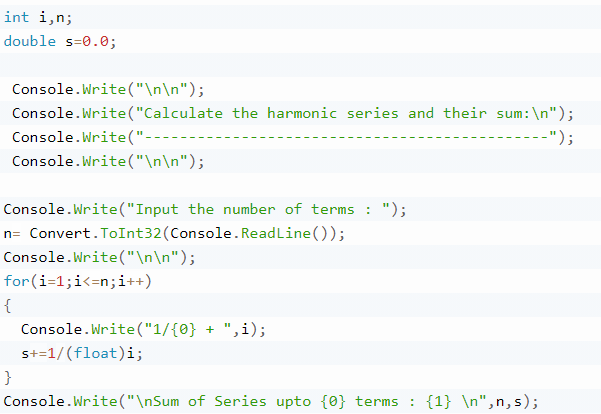 int i,n;
double s=0.0;
Console.Write("\n\n");
Console.Write("Calculate the harmonic series and their sum:\n");
Console.Write("----------------------------------------------");
Console.Write("\n\n");
Console.Write("Input the number of terms : ");
n= Convert.ToInt32(Console.ReadLine());
Console.Write("\n\n");
for(i=1;i<=n;i++)
{
Console.Write("1/{0} + ",i);
s+=1/(float)i;
}
Console.Write("\nSum of Series upto {0} terms : {1} \n",n,s);